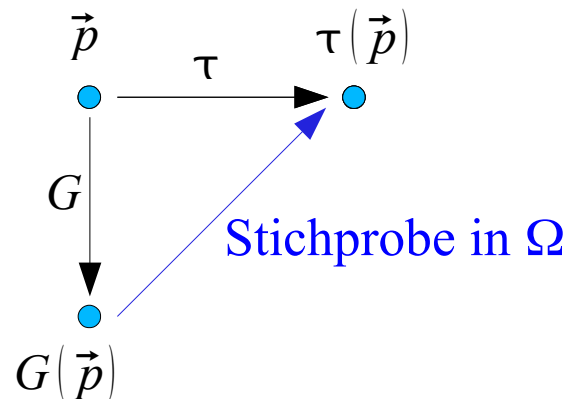 p⃗ τ(p⃗)
τ
G
Stichprobe in Ω
G(p⃗)